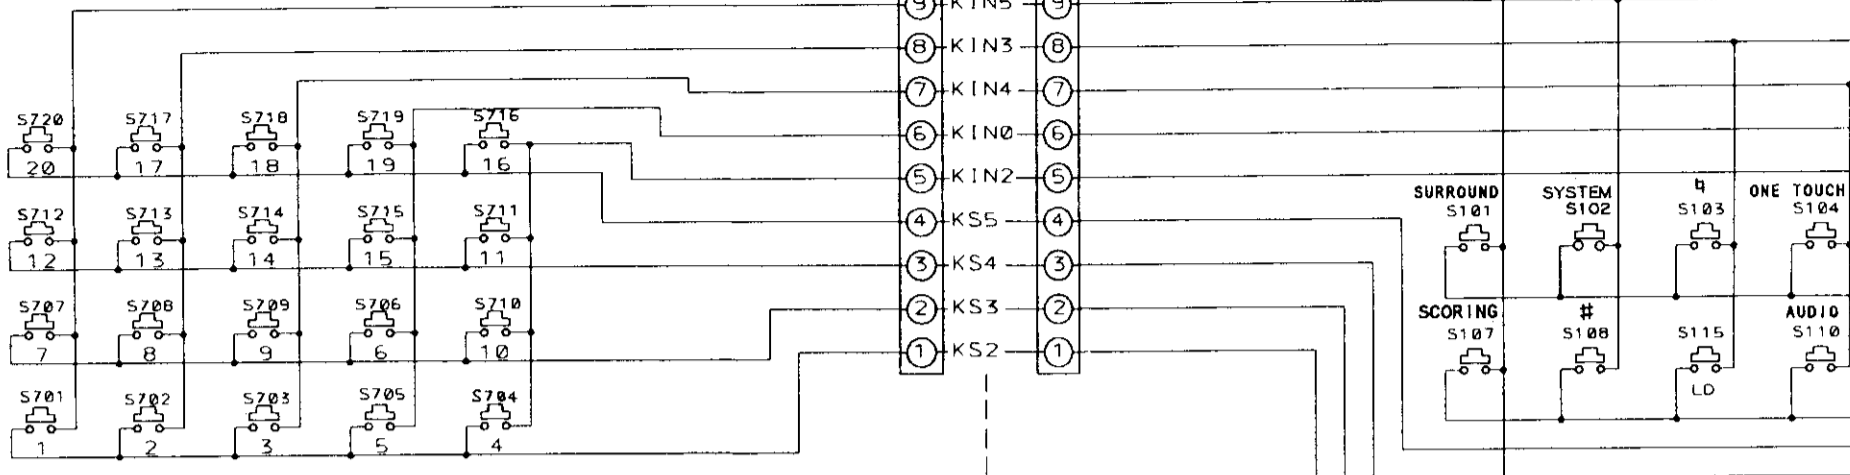 9 KIN5 9
8 KIN3 8
7 KIN4 7
6 KIN0 6
5 KIN2 5
4 KS5 4
3 KS4 3
2 KS3 2
1 KS2 1
S720 S717 S718 S719 S716
20 17 18 19 16
S712 S713 S714 S715 S711
12 13 14 15 11
S707 S708 S709 S706 S710
7 8 9 6 10
S701 S702 S703 S705 S704
1 2 3 5 4
SURROUND SYSTEM ♮ ONE TOUCH
S101 S102 S103 S104
SCORING # AUDIO
S107 S108 S115 S110
LD